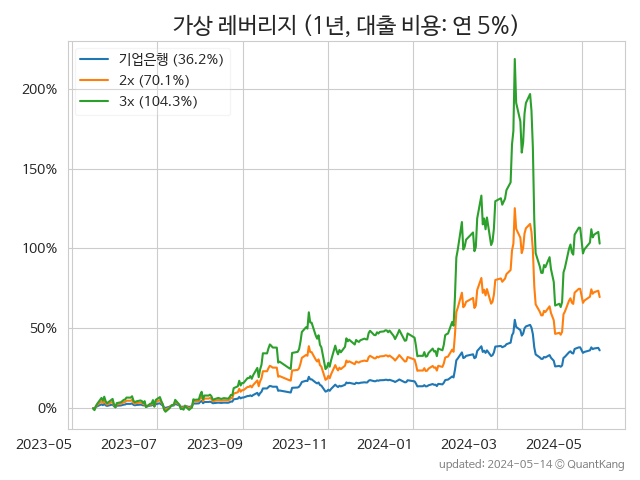 가상 레버리지 (1년, 대출 비용: 연 5%)
기업은행 (36.2%)
2x (70.1%)
3x (104.3%)
200%
150%
100%
50%
0%
2023-05 2023-07 2023-09 2023-11 2024-01 2024-03 2024-05
updated: 2024-05-14 © QuantKang